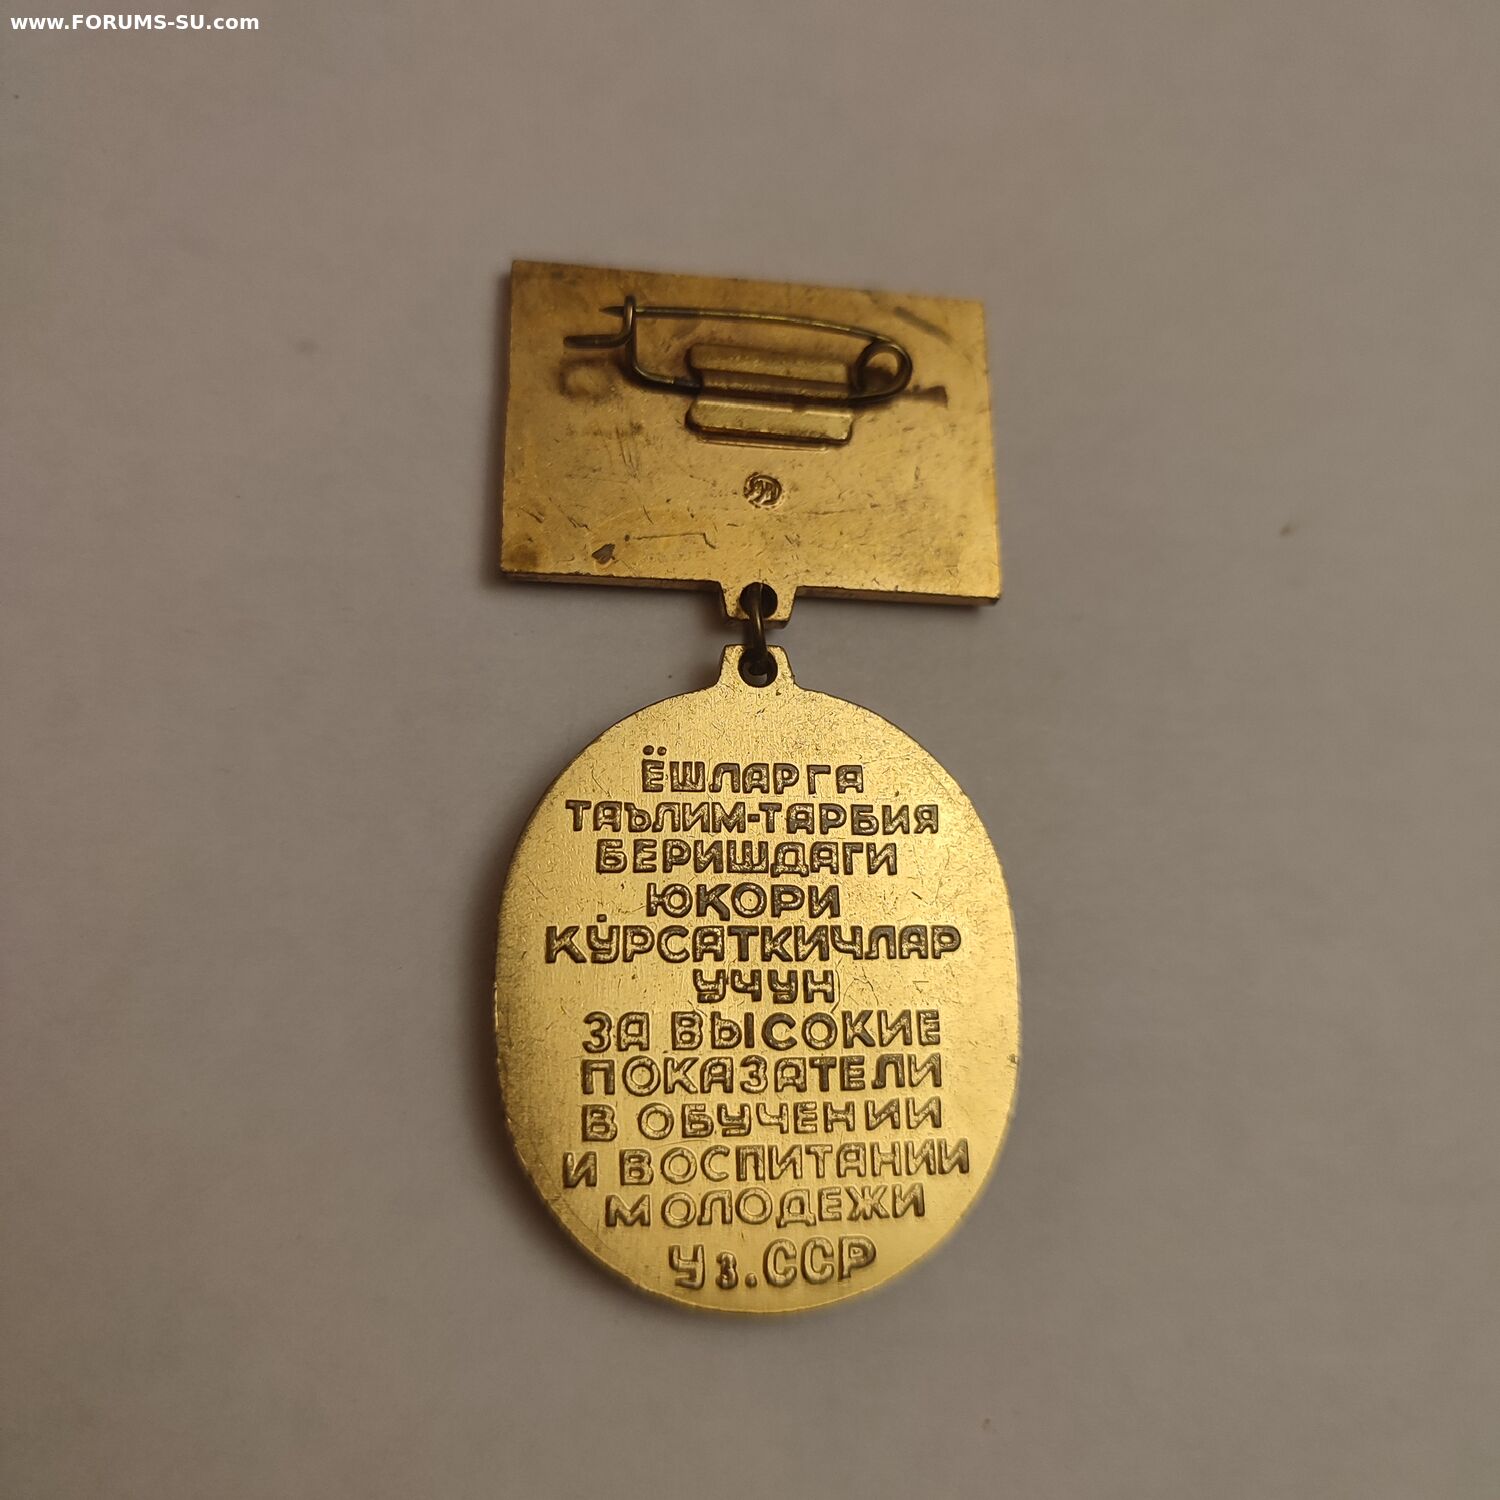 www.FORUMS-SU.com
ЁШЛАРГА
ТАЪЛИМ-ТАРБИЯ
БЕРИШДАГИ
ЮҚОРИ
КЎРСАТКИЧЛАР
УЧУН
ЗА ВЫСОКИЕ
ПОКАЗАТЕЛИ
В ОБУЧЕНИИ
И ВОСПИТАНИИ
МОЛОДЕЖИ
Уз.ССР